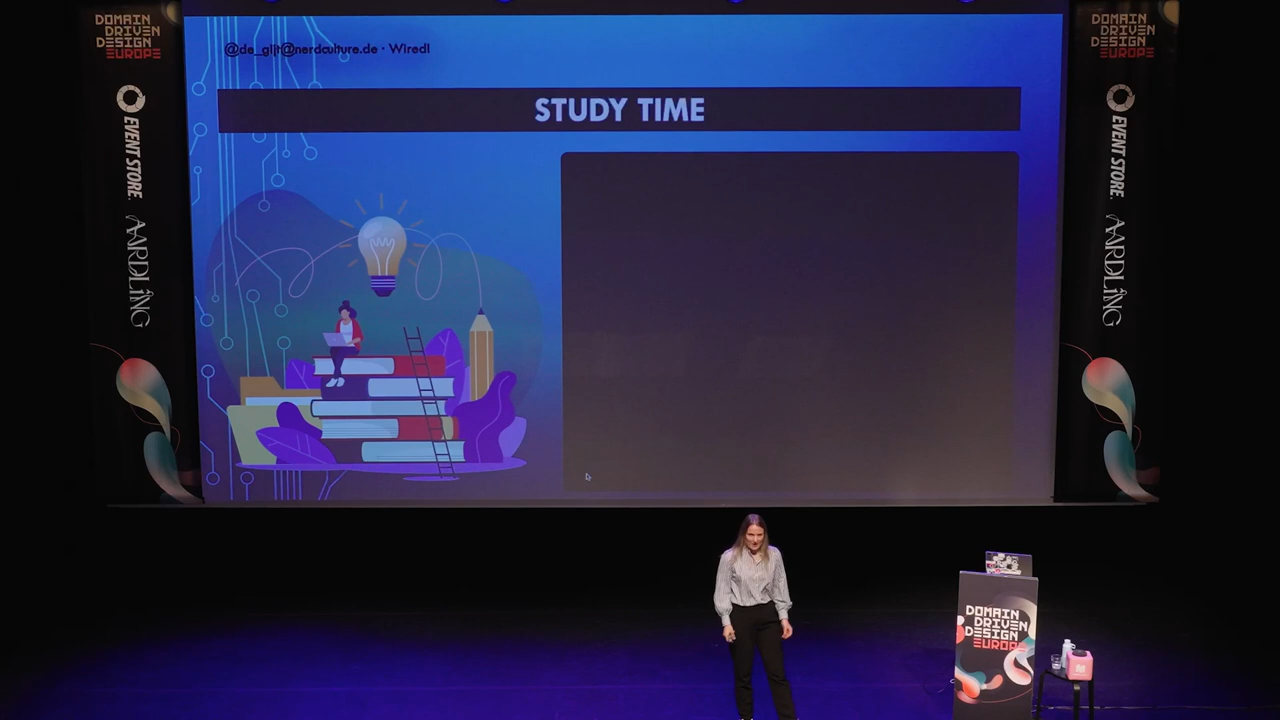 DOMAIN
DRIVEN
DESIGN
EUROPE
EVENT STORE.
AARDLING
@de_gijt@nerdculture.de · Wiredl
STUDY TIME
DOMAIN
DRIVEN
DESIGN
EUROPE
EVENT STORE.
AARDLING
DOMAIN
DRIVEN
DESIGN
EUROPE